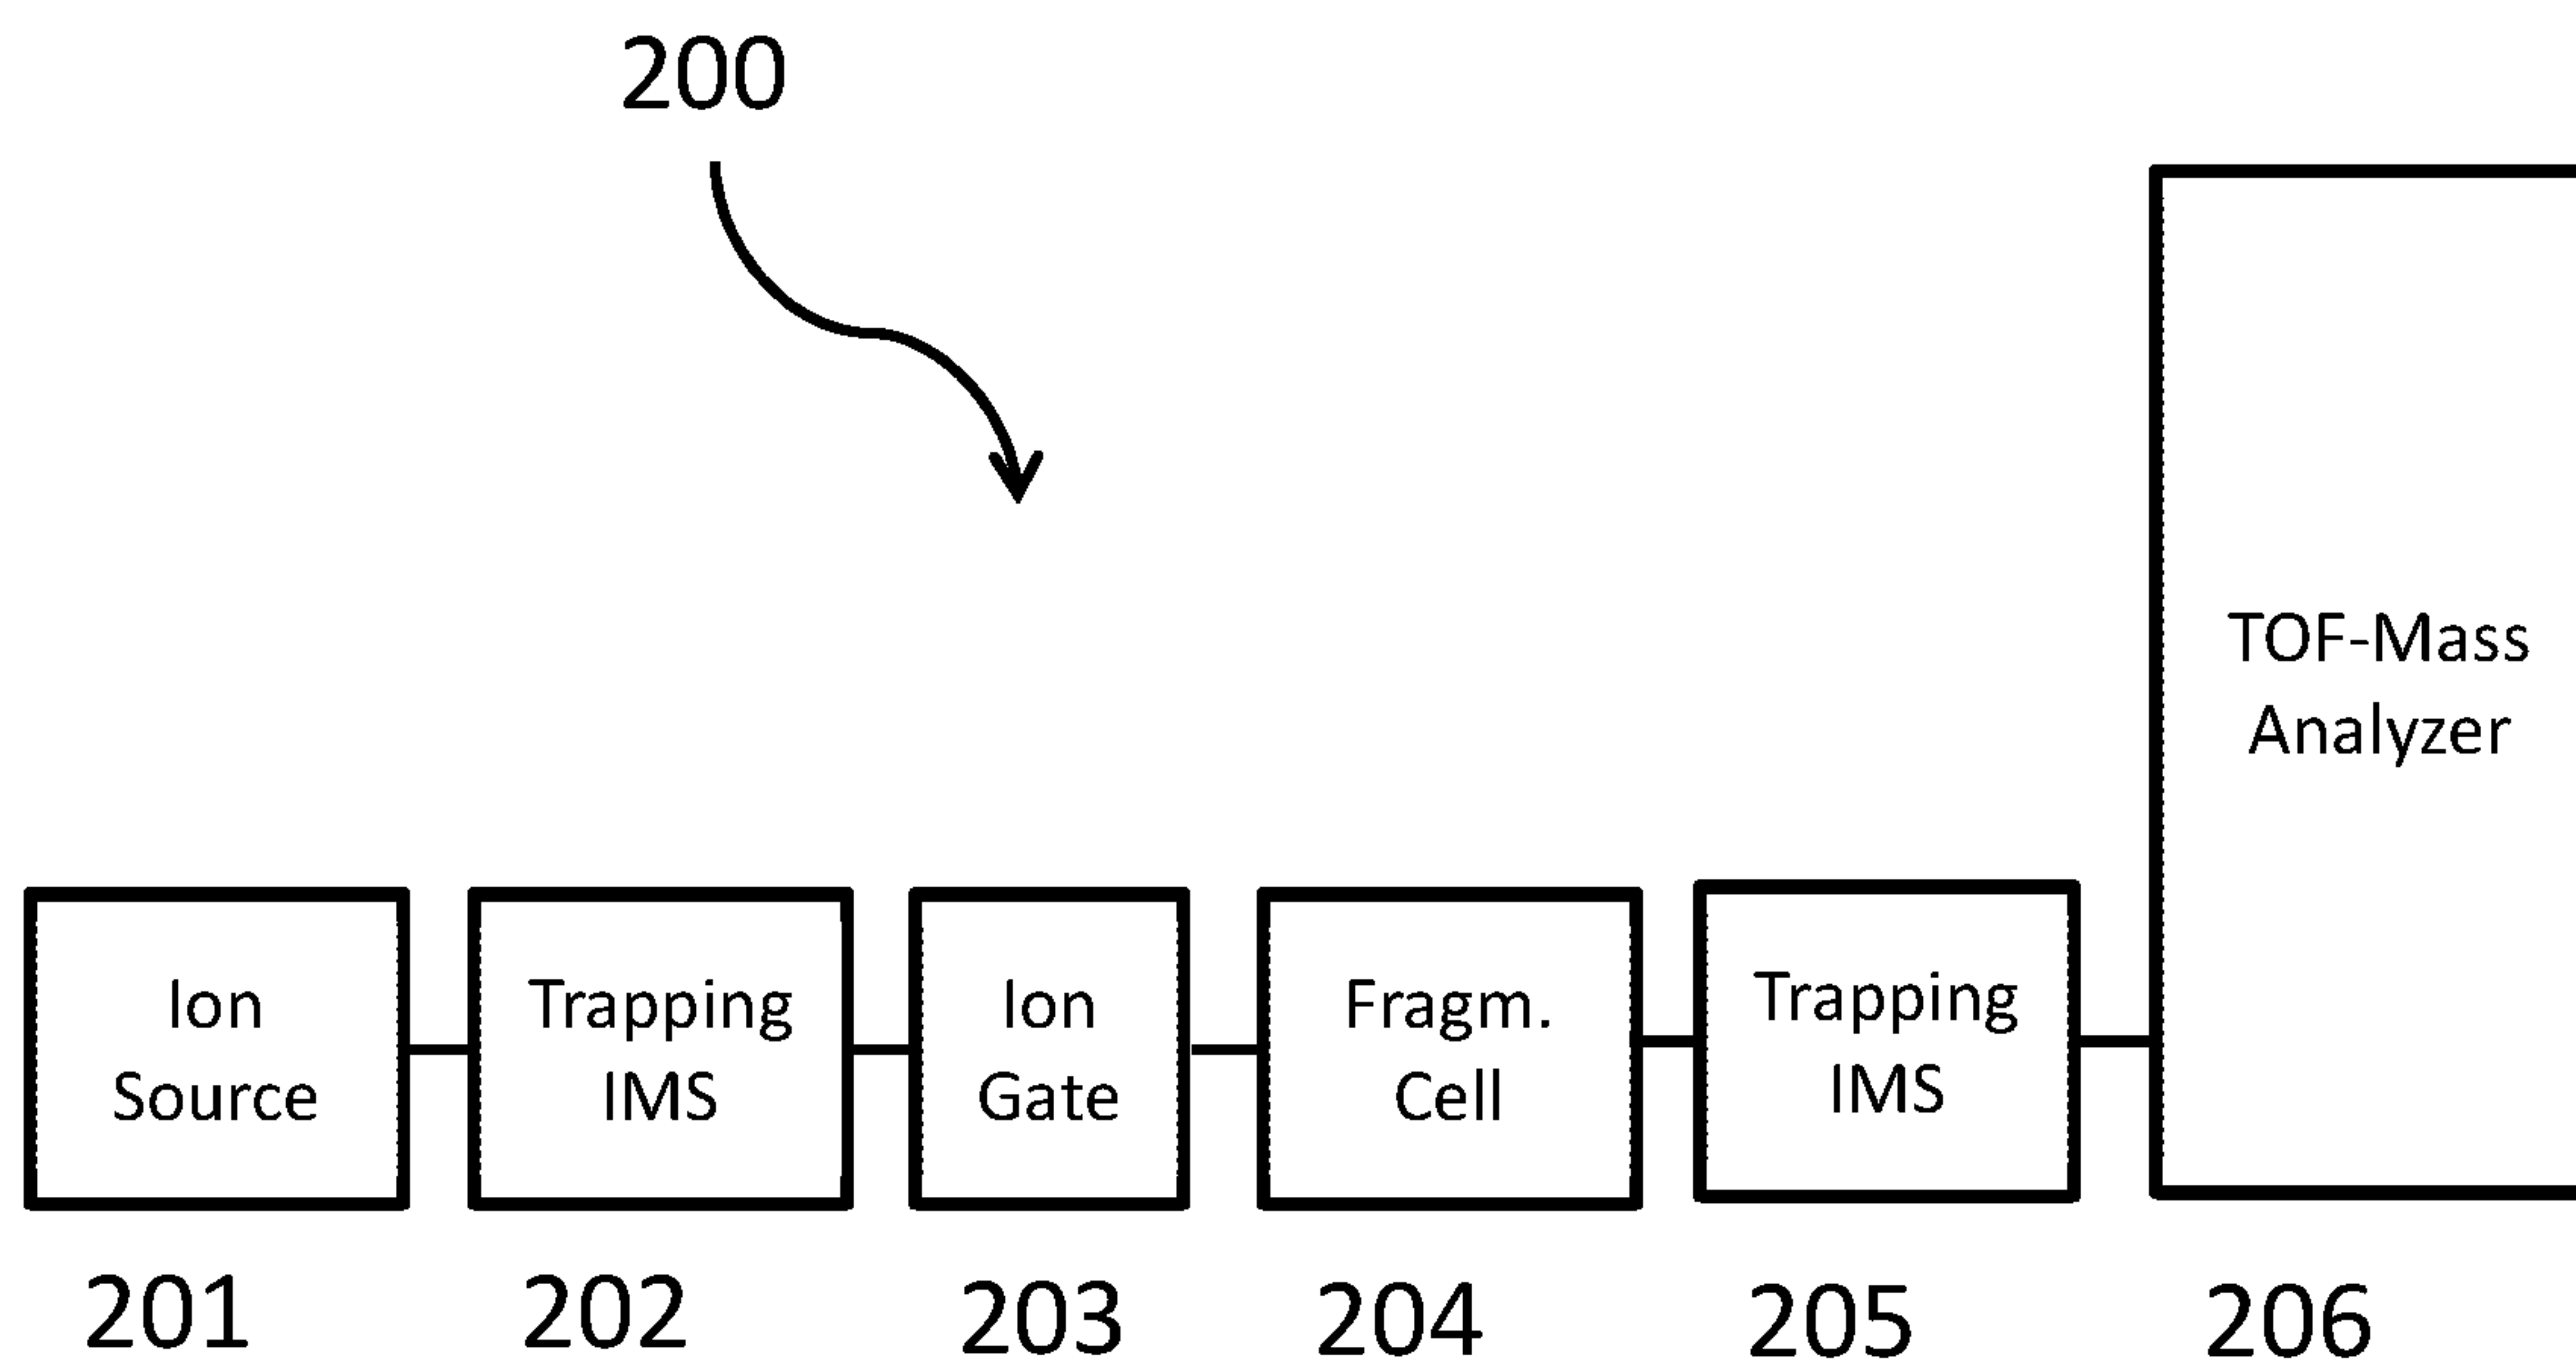 200
TOF-Mass
Analyzer
Ion
Source
Trapping
IMS
Ion
Gate
Fragm.
Cell
Trapping
IMS
201
202
203
204
205
206